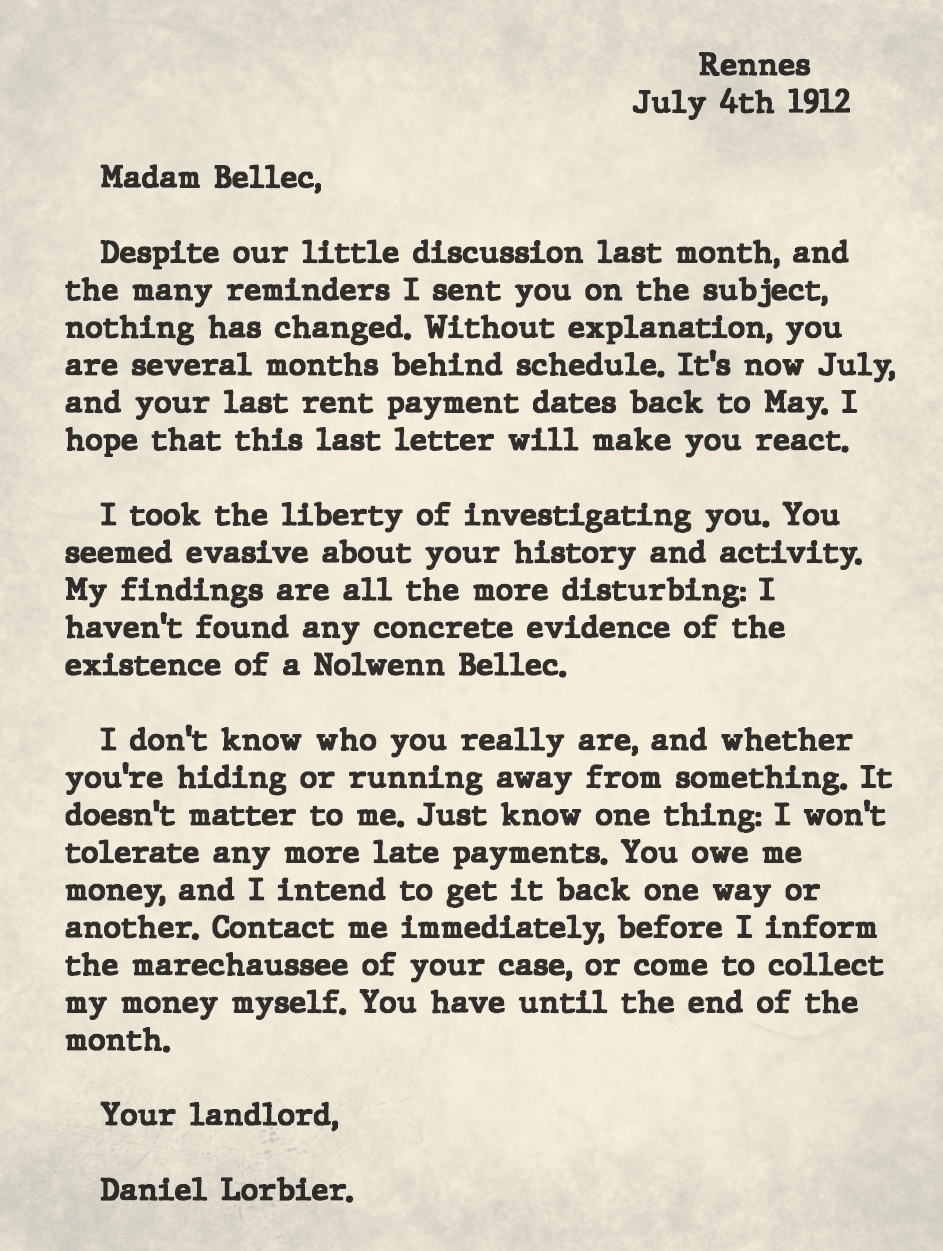 Rennes
July 4th 1912
Madam Bellec,
Despite our little discussion last month, and
the many reminders I sent you on the subject,
nothing has changed. Without explanation, you
are several months behind schedule. It's now July,
and your last rent payment dates back to May. I
hope that this last letter will make you react.
I took the liberty of investigating you. You
seemed evasive about your history and activity.
My findings are all the more disturbing: I
haven't found any concrete evidence of the
existence of a Nolwenn Bellec.
I don't know who you really are, and whether
you're hiding or running away from something. It
doesn't matter to me. Just know one thing: I won't
tolerate any more late payments. You owe me
money, and I intend to get it back one way or
another. Contact me immediately, before I inform
the marechaussee of your case, or come to collect
my money myself. You have until the end of the
month.
Your landlord,
Daniel Lorbier.